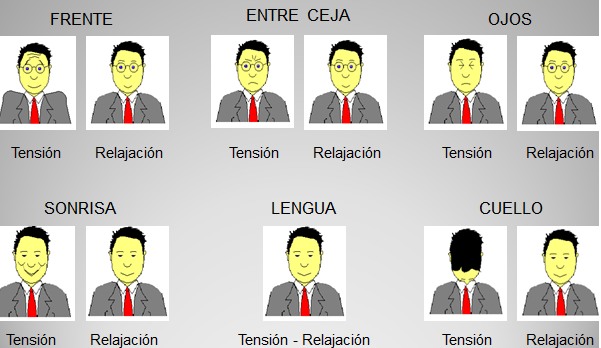 FRENTE
ENTRE CEJA
OJOS
Tensión Relajación
Tensión Relajación
Tensión Relajación
SONRISA
LENGUA
CUELLO
Tensión Relajación
Tensión - Relajación
Tensión Relajación